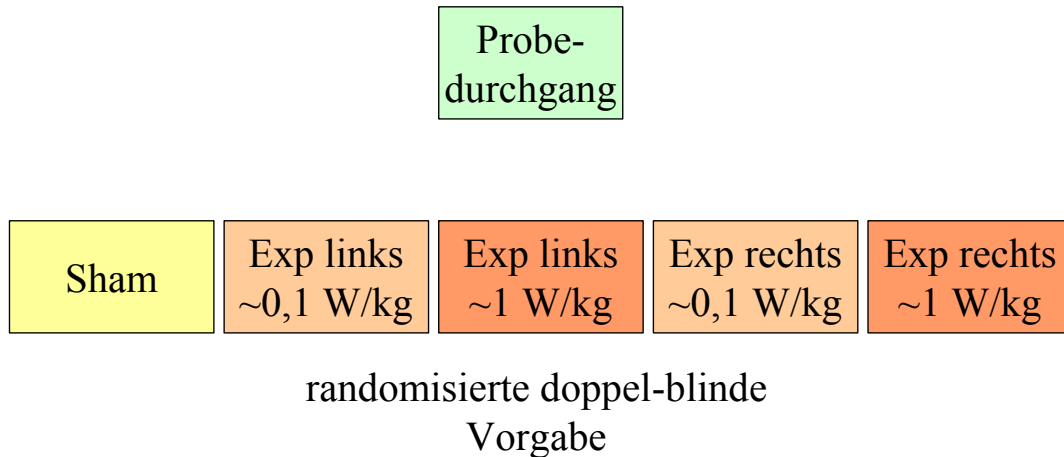 Probe-
durchgang
Sham
Exp links
~0,1 W/kg
Exp links
~1 W/kg
Exp rechts
~0,1 W/kg
Exp rechts
~1 W/kg
randomisierte doppel-blinde
Vorgabe